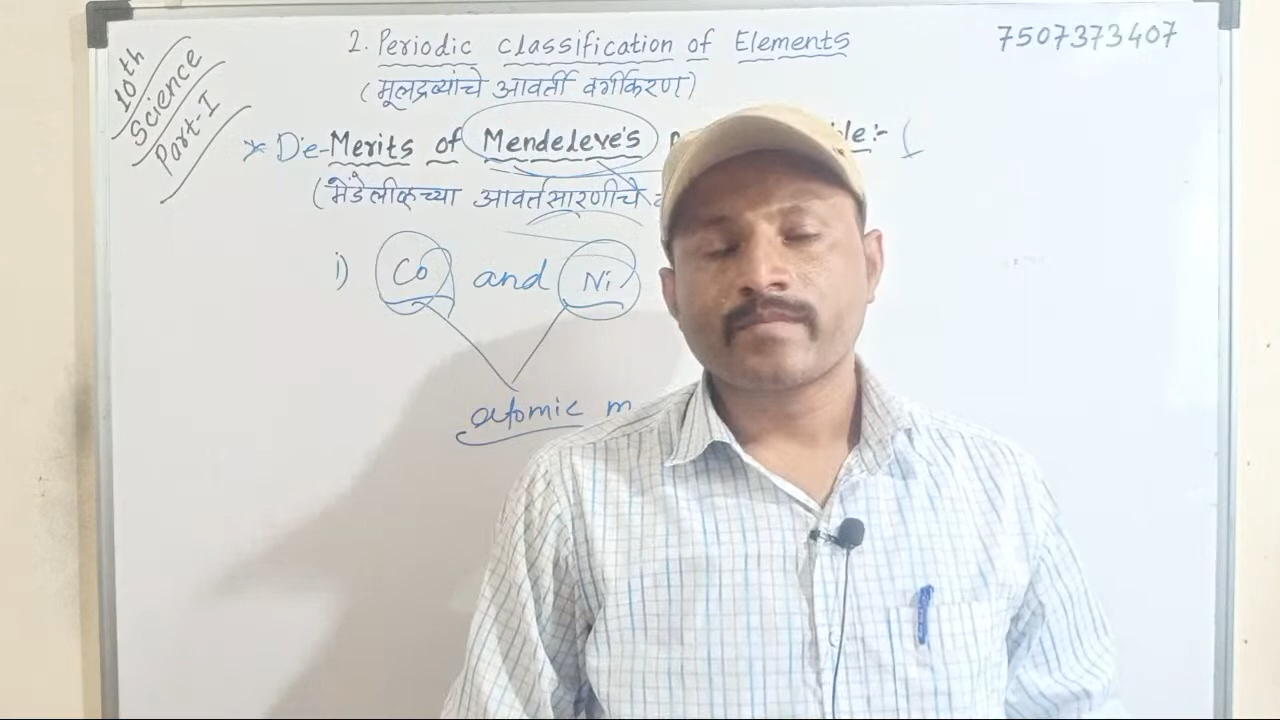 10th
Science
Part-I
2. Periodic classification of Elements
7507373407
(मूलद्रव्यांचे आवर्ती वर्गीकरण)
* De-Merits of Mendeleve's
(मेंडेलीफच्या आवर्तसारणीचे
i) Co and Ni
atomic m